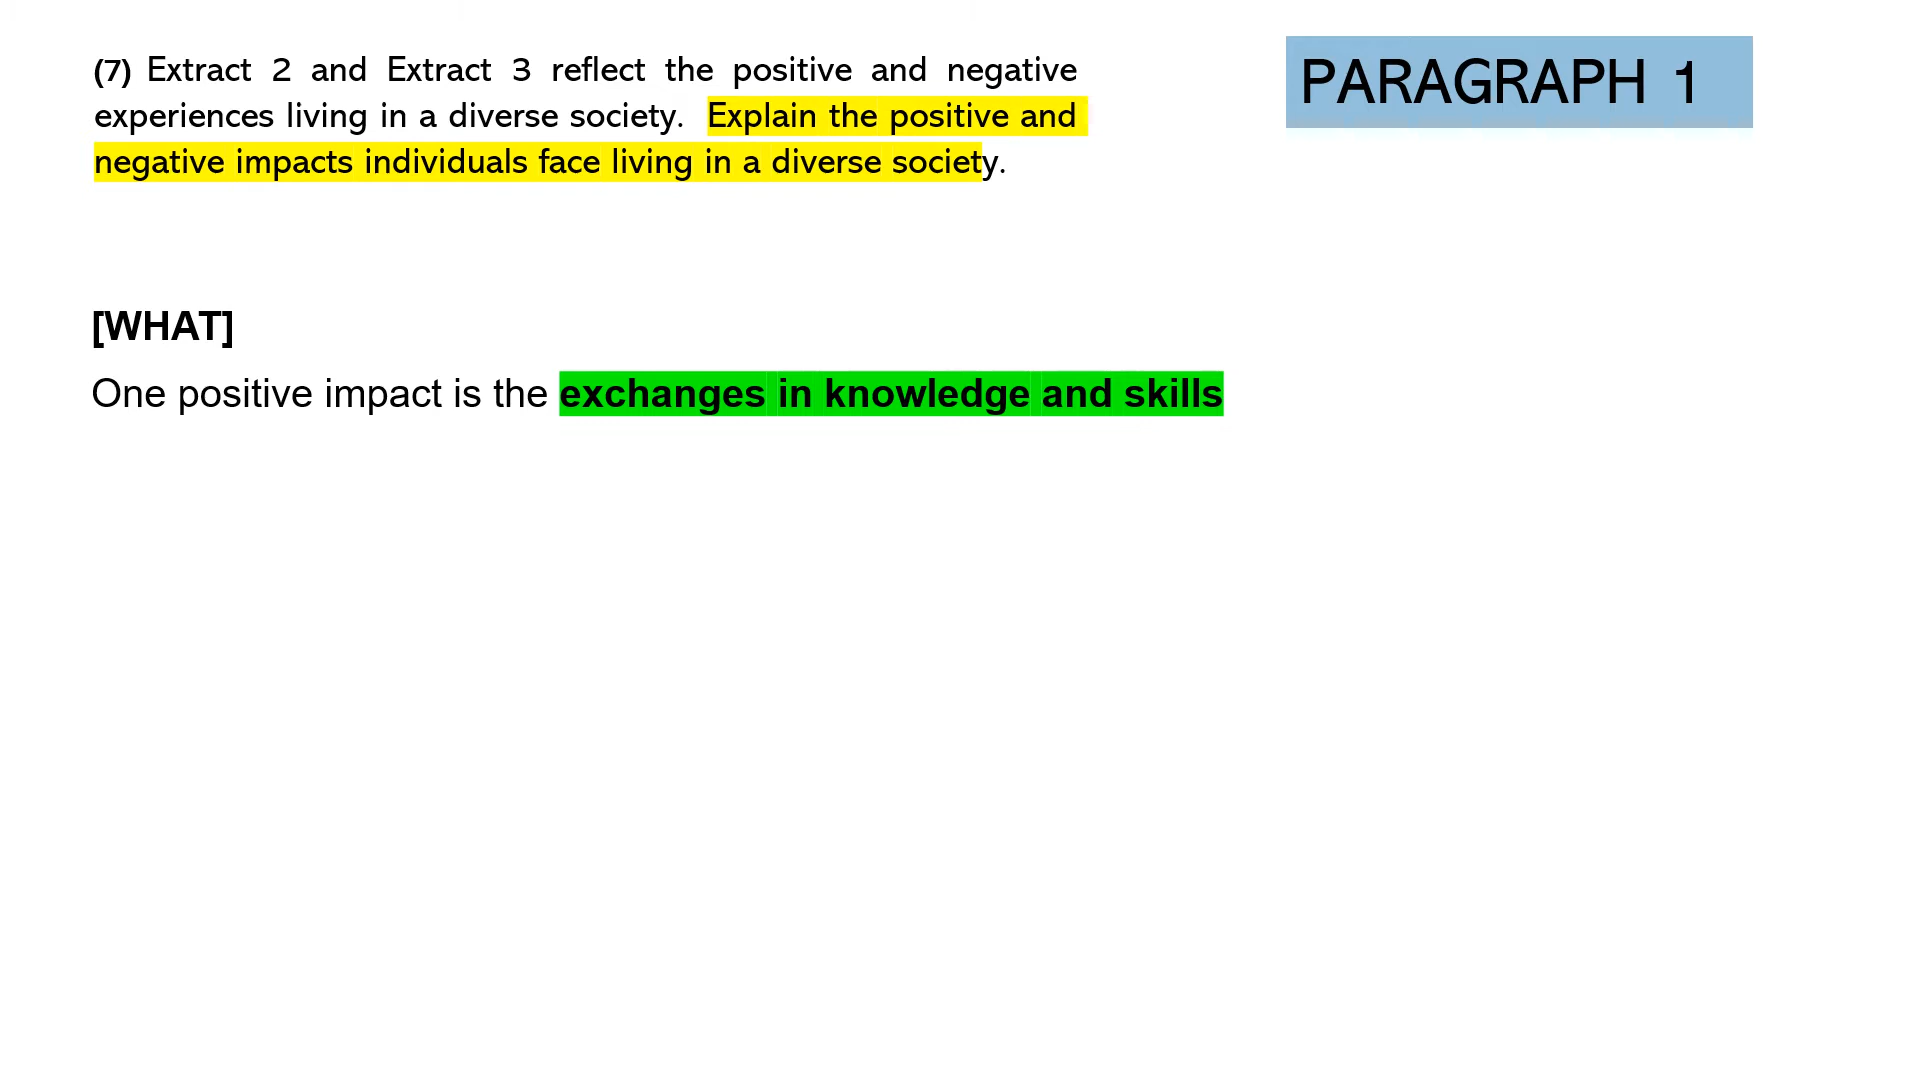 (7) Extract 2 and Extract 3 reflect the positive and negative
experiences living in a diverse society. Explain the positive and
negative impacts individuals face living in a diverse society.
PARAGRAPH 1
[WHAT]
One positive impact is the exchanges in knowledge and skills